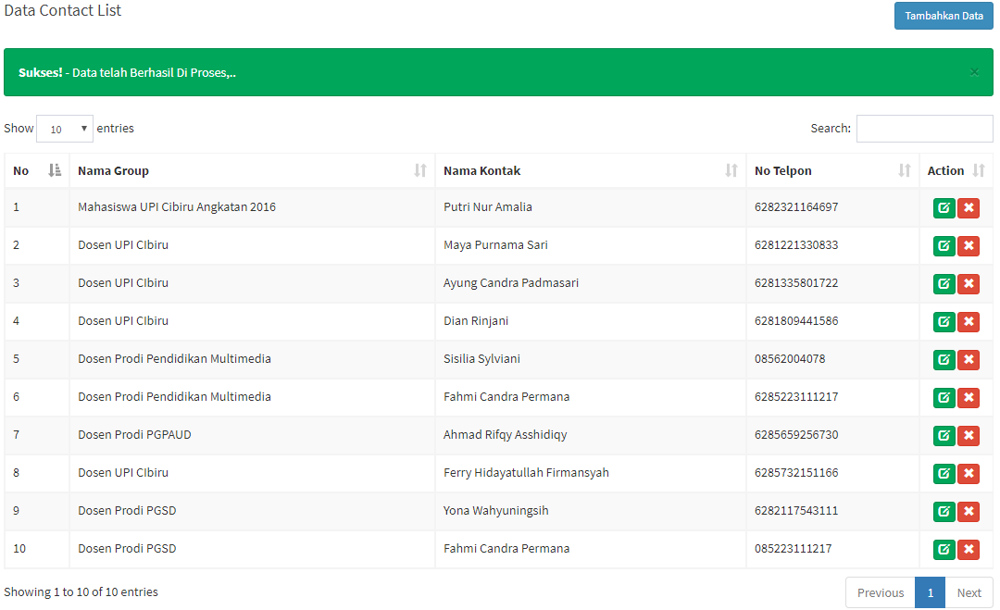 Data Contact List
Tambahkan Data
Sukses! - Data telah Berhasil Di Proses,..
×
Show 10 entries
Search:
No Nama Group Nama Kontak No Telpon Action
1 Mahasiswa UPI Cibiru Angkatan 2016 Putri Nur Amalia 6282321164697
2 Dosen UPI CIbiru Maya Purnama Sari 6281221330833
3 Dosen UPI CIbiru Ayung Candra Padmasari 6281335801722
4 Dosen UPI CIbiru Dian Rinjani 6281809441586
5 Dosen Prodi Pendidikan Multimedia Sisilia Sylviani 08562004078
6 Dosen Prodi Pendidikan Multimedia Fahmi Candra Permana 6285223111217
7 Dosen Prodi PGPAUD Ahmad Rifqy Asshidiqy 6285659256730
8 Dosen UPI CIbiru Ferry Hidayatullah Firmansyah 6285732151166
9 Dosen Prodi PGSD Yona Wahyuningsih 6282117543111
10 Dosen Prodi PGSD Fahmi Candra Permana 085223111217
Showing 1 to 10 of 10 entries
Previous 1 Next